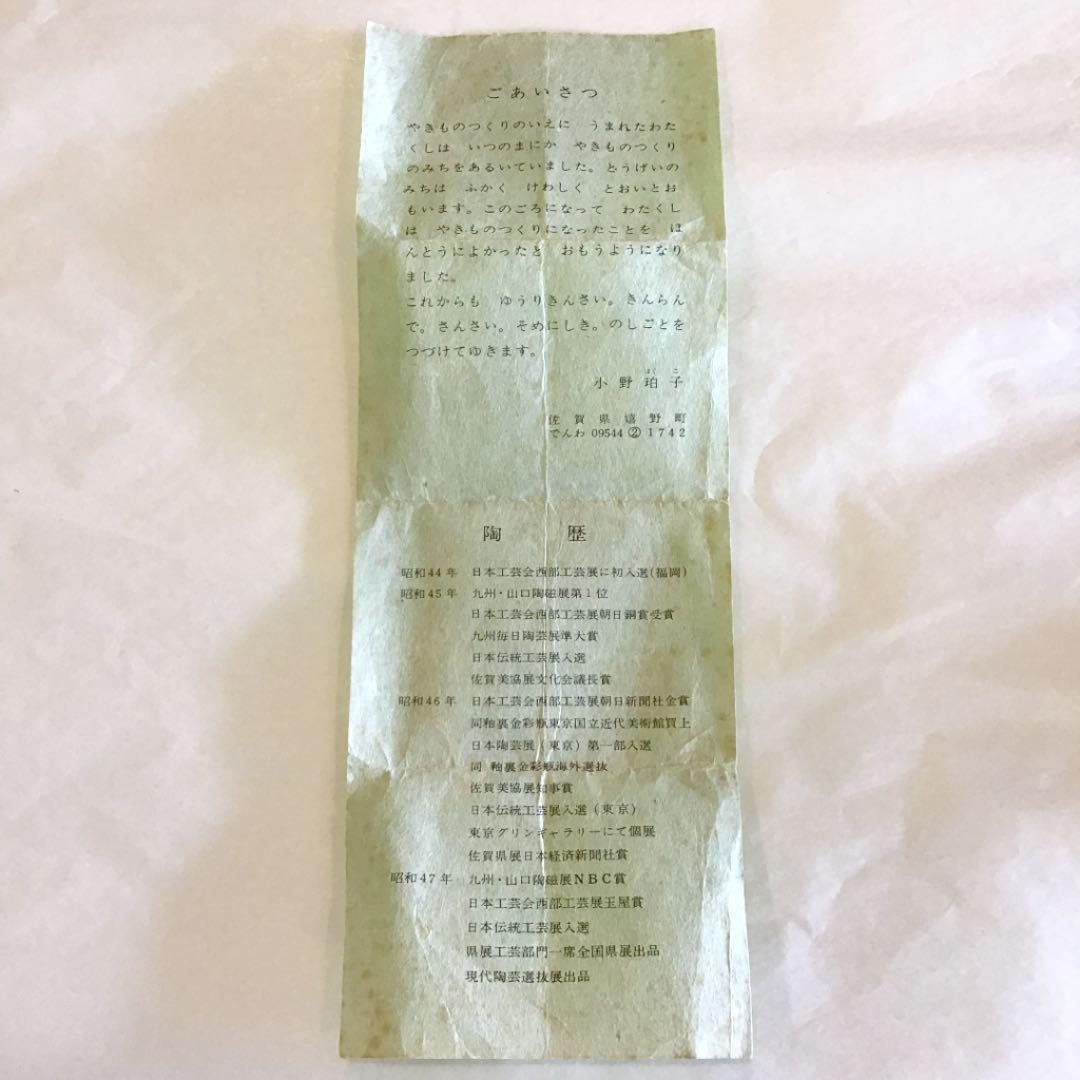 ごあいさつ
やきものつくりのいえに　うまれたわた
くしは　いつのまにか　やきものつくり
のみちをあるいていました。とうげいの
みちは　ふかく　けわしく　とおいとお
もいます。このごろになって　わたくし
は　やきものつくりになったことを　ほ
んとうによかったと　おもうようになり
ました。
これからも　ゆうりきんさい。きんらん
で。さんさい。そめにしき。のしごとを
つづけてゆきます。
はくこ
小野珀子
佐賀県嬉野町
でんわ 09544 ② 1742
陶歴
昭和44年　日本工芸会西部工芸展に初入選(福岡)
昭和45年　九州・山口陶磁展第1位
日本工芸会西部工芸展朝日銅賞受賞
九州毎日陶芸展準大賞
日本伝統工芸展入選
佐賀美協展文化会議長賞
昭和46年　日本工芸会西部工芸展朝日新聞社金賞
同釉裏金彩瓶東京国立近代美術館買上
日本陶芸展(東京)第一部入選
同 釉裏金彩瓶海外選抜
佐賀美協展知事賞
日本伝統工芸展入選(東京)
東京グリンギャラリーにて個展
佐賀県展日本経済新聞社賞
昭和47年　九州・山口陶磁展NBC賞
日本工芸会西部工芸展玉屋賞
日本伝統工芸展入選
県展工芸部門一席全国県展出品
現代陶芸選抜展出品